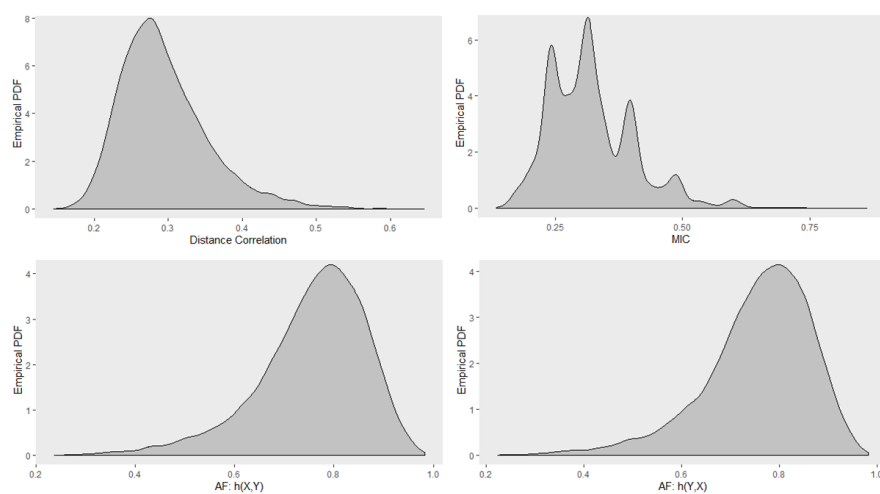 Empirical PDF
8
6
4
2
0
0.2 0.3 0.4 0.5 0.6
Distance Correlation
Empirical PDF
6
4
2
0
0.25 0.50 0.75
MIC
Empirical PDF
4
3
2
1
0
0.2 0.4 0.6 0.8 1.0
AF: h(X,Y)
Empirical PDF
4
3
2
1
0
0.2 0.4 0.6 0.8 1.0
AF: h(Y,X)